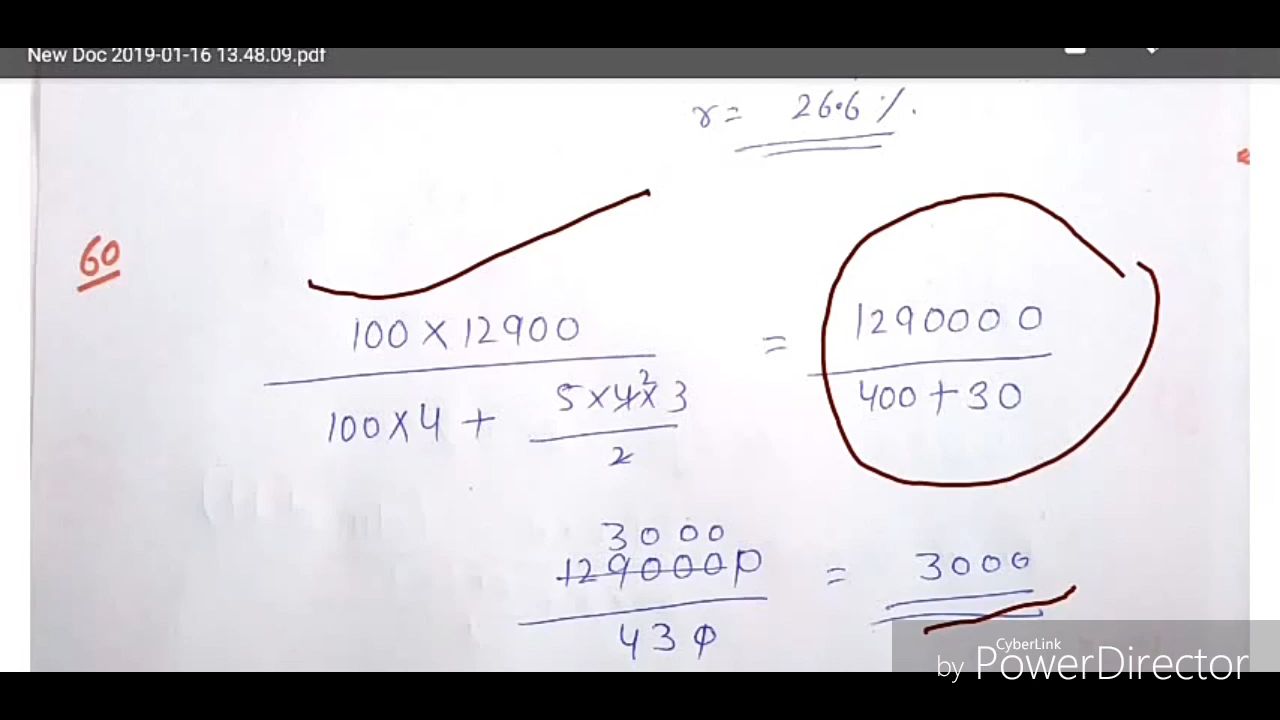 New Doc 2019-01-16 13.48.09.pdf
r = 26.6 %.
60
100 × 12900 = 1290000
100 × 4 + 5 × 4 × 3 400 + 30
2
2
3000
1290000 = 3000
430
CyberLink
by PowerDirector